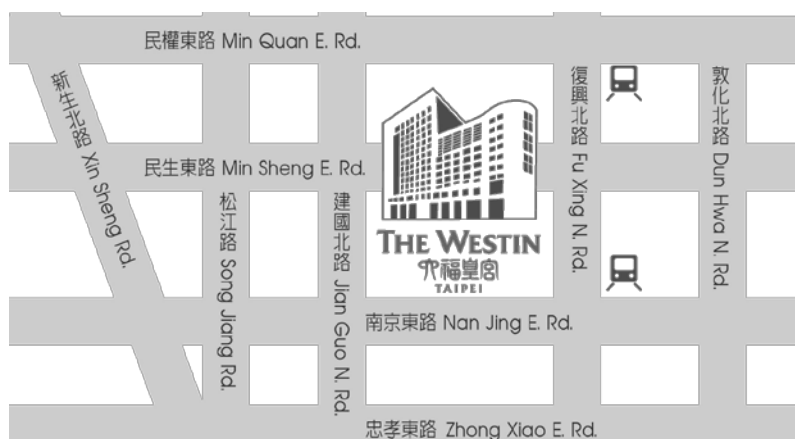 民權東路 Min Quan E. Rd.
新生北路 Xin Sheng Rd.
民生東路 Min Sheng E. Rd.
松江路 Song Jiang Rd.
建國北路 Jian Guo N. Rd.
THE WESTIN
六福皇宮
TAIPEI
復興北路 Fu Xing N. Rd.
敦化北路 Dun Hwa N. Rd.
南京東路 Nan Jing E. Rd.
忠孝東路 Zhong Xiao E. Rd.